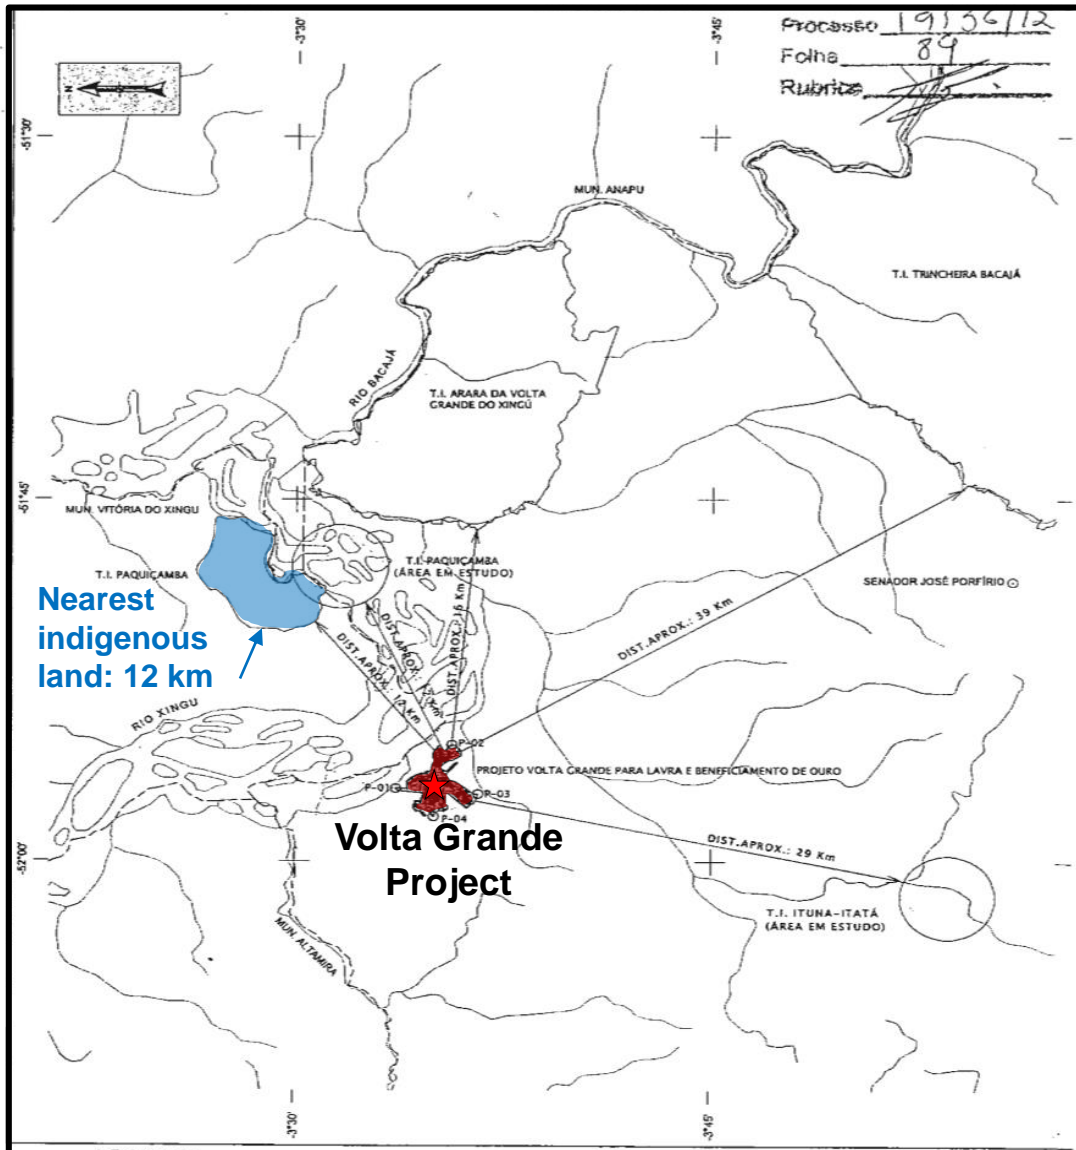 Processo 19136/12
Folha 89
Rubrica
-3°30'
-3°45'
N
-51°30'
MUN. ANAPU
T.I. TRINCHEIRA BACAJÁ
RIO BACAJÁ
T.I. ARARA DA VOLTA
GRANDE DO XINGÚ
-51°45'
MUN. VITÓRIA DO XINGU
T.I. PAQUIÇAMBA
T.I. PAQUIÇAMBA
(ÁREA EM ESTUDO)
SENADOR JOSÉ PORFÍRIO
Nearest
indigenous
land: 12 km
DIST.APROX.: 12 Km
DIST.APROX.:
DIST.APROX.: 16 Km
DIST.APROX.: 39 Km
RIO XINGU
P-02
PROJETO VOLTA GRANDE PARA LAVRA E BENEFICIAMENTO DE OURO
P-01
P-03
P-04
Volta Grande
Project
DIST.APROX.: 29 Km
-52°00'
T.I. ITUNA-ITATÁ
(ÁREA EM ESTUDO)
MUN. ALTAMIRA
-3°30'
-3°45'